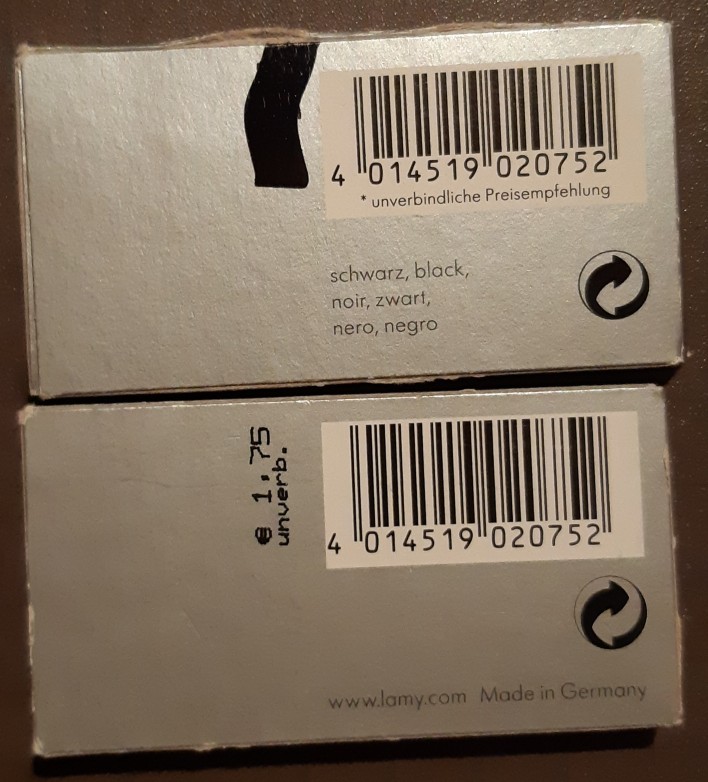 4 014519 020752
* unverbindliche Preisempfehlung
schwarz, black,
noir, zwart,
nero, negro
€ 1,75
unverb.
4 014519 020752
www.lamy.com Made in Germany